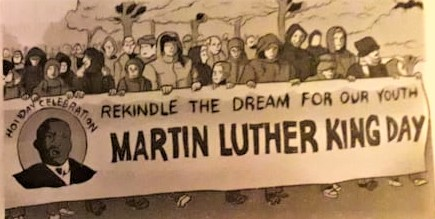 HOLIDAY CELEBRATION
REKINDLE THE DREAM FOR OUR YOUTH
MARTIN LUTHER KING DAY